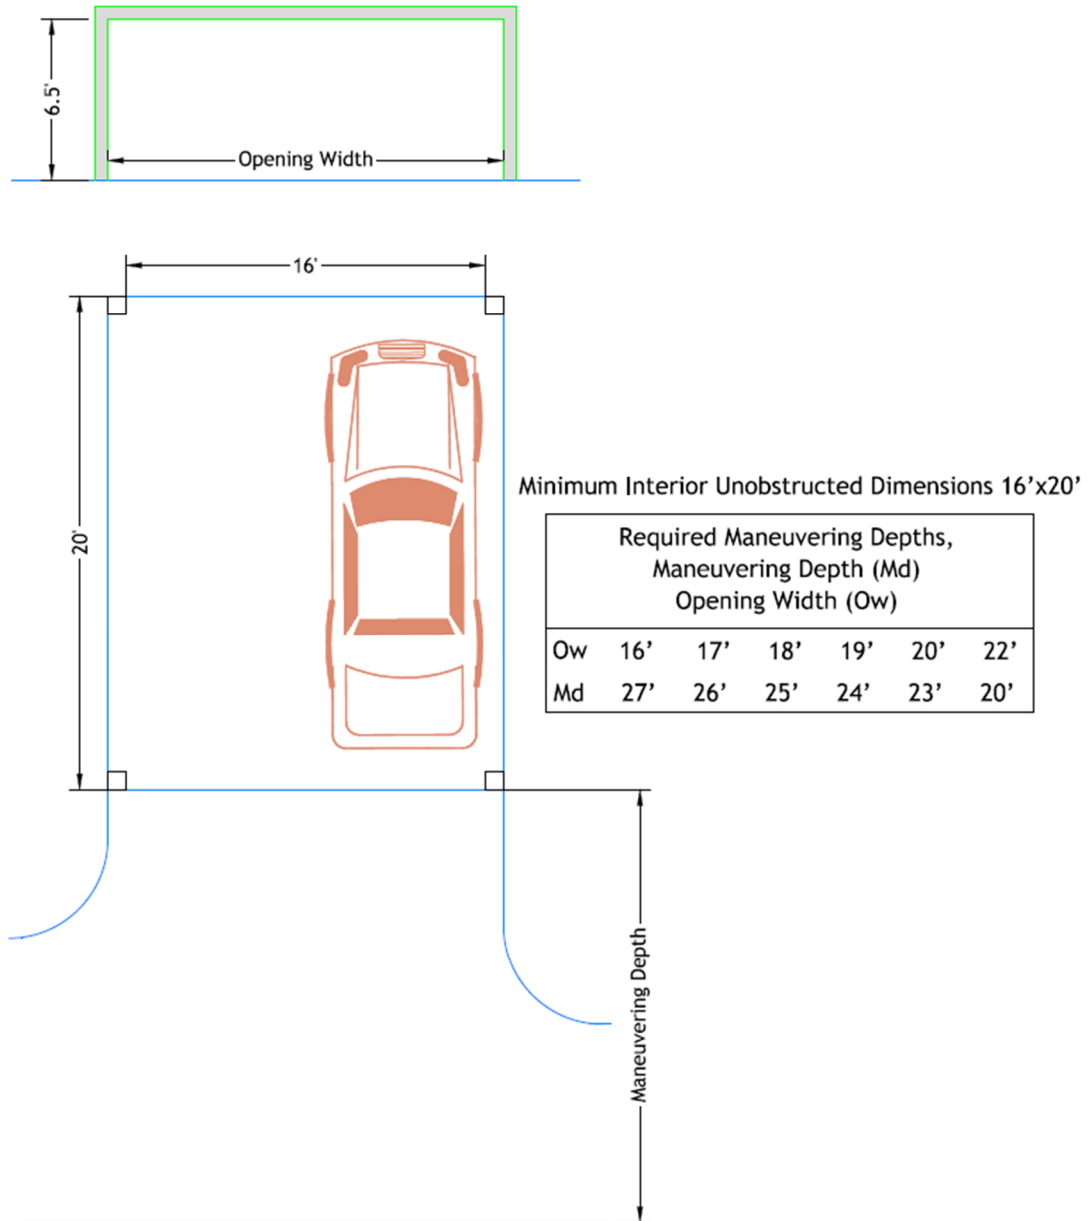 6.5'
Opening Width
16'
20'
Minimum Interior Unobstructed Dimensions 16’x20’
Required Maneuvering Depths,
Maneuvering Depth (Md)
Opening Width (Ow)
Ow 16’ 17’ 18’ 19’ 20’ 22’
Md 27’ 26’ 25’ 24’ 23’ 20’
Maneuvering Depth